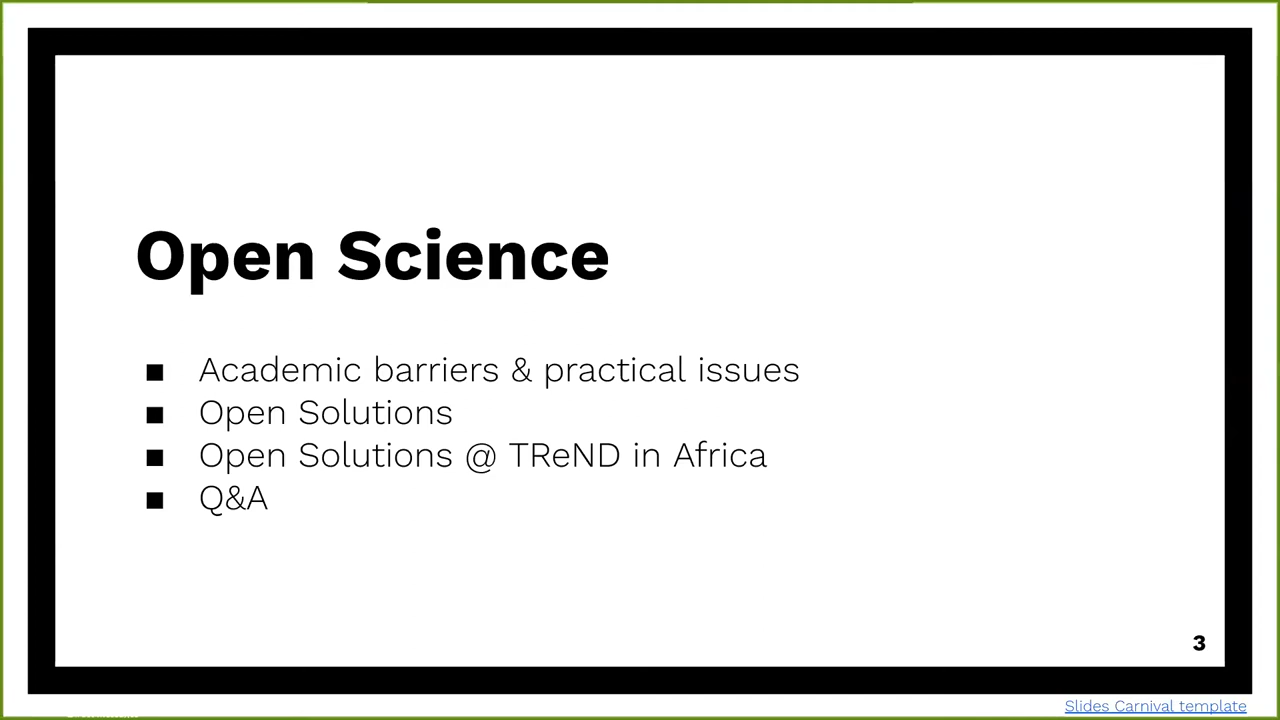 Open Science
■ Academic barriers & practical issues
■ Open Solutions
■ Open Solutions @ TReND in Africa
■ Q&A
3
Slides Carnival template